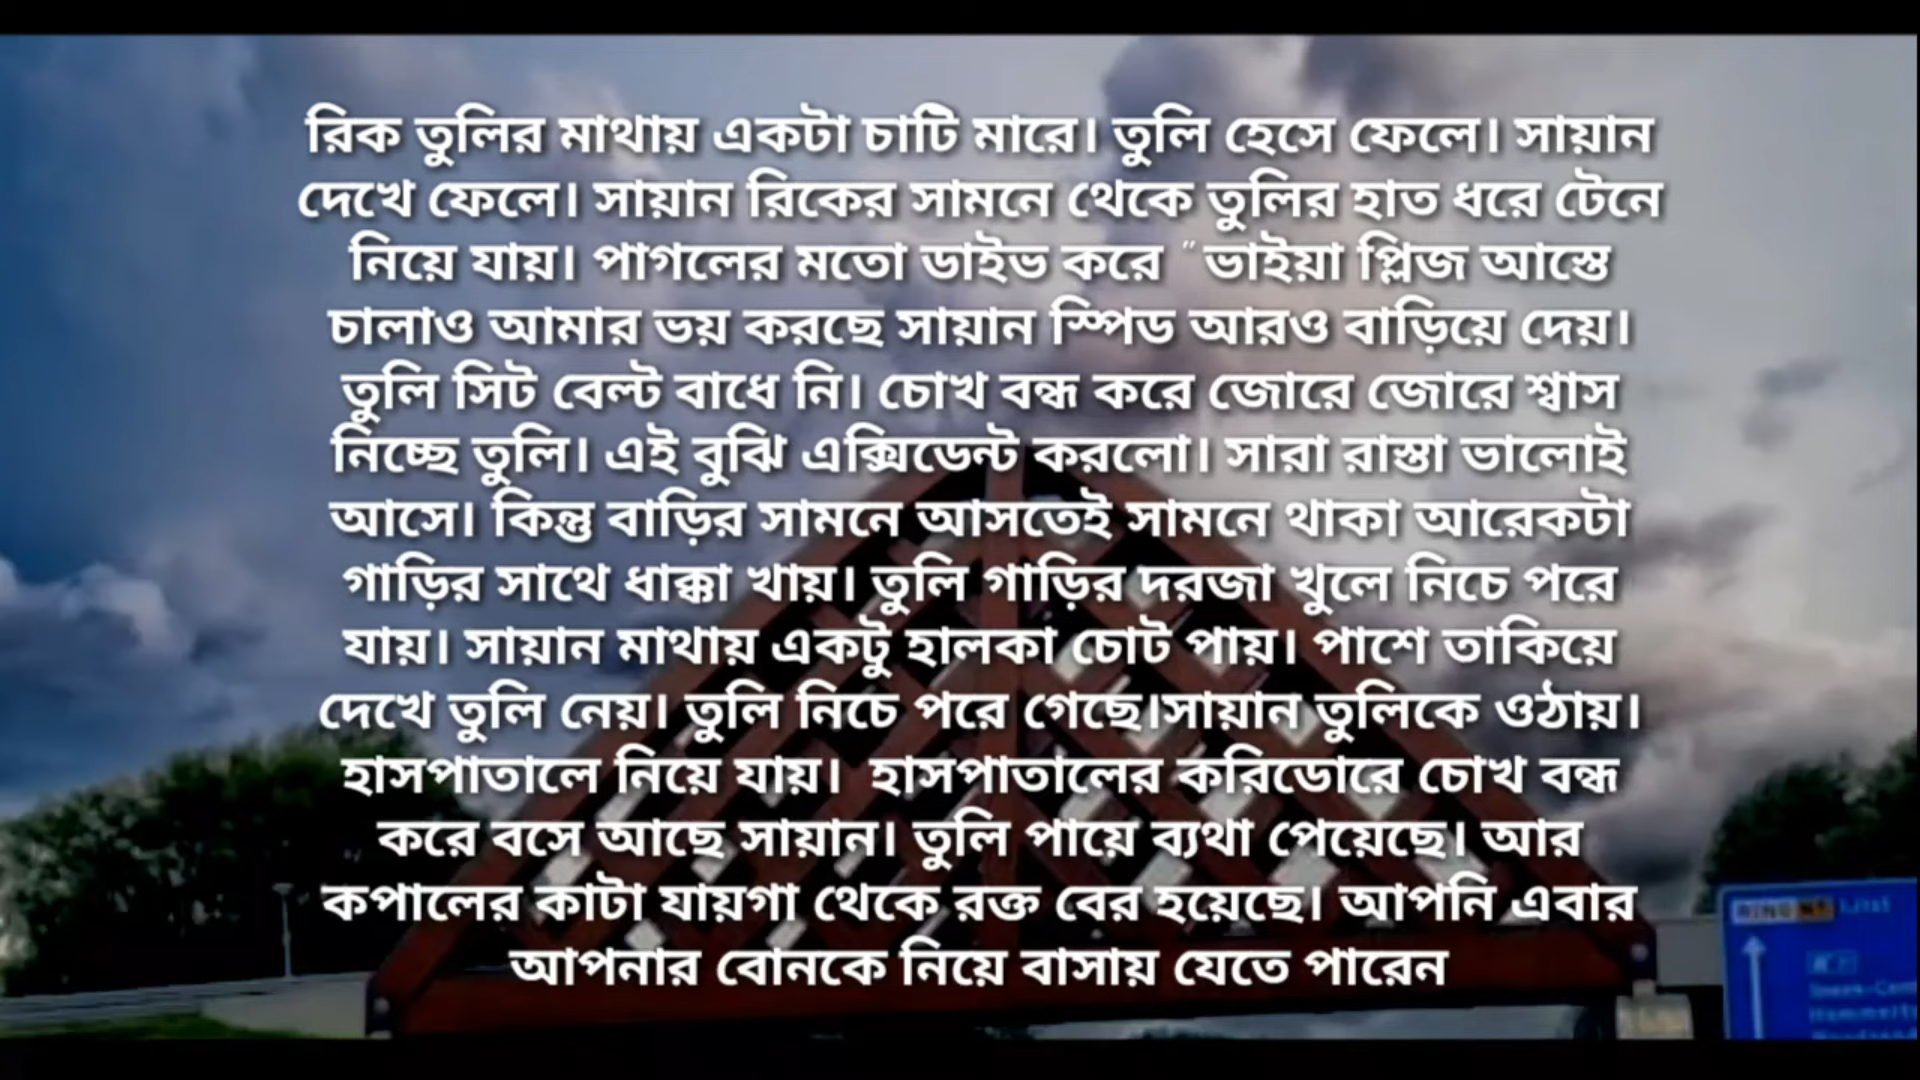 রিক তুলির মাথায় একটা চাটি মারে। তুলি হেসে ফেলে। সায়ান
দেখে ফেলে। সায়ান রিকের সামনে থেকে তুলির হাত ধরে টেনে
নিয়ে যায়। পাগলের মতো ডাইভ করে " ভাইয়া প্লিজ আস্তে
চালাও আমার ভয় করছে সায়ান স্পিড আরও বাড়িয়ে দেয়।
তুলি সিট বেল্ট বাধে নি। চোখ বন্ধ করে জোরে জোরে শ্বাস
নিচ্ছে তুলি। এই বুঝি এক্সিডেন্ট করলো। সারা রাস্তা ভালোই
আসে। কিন্তু বাড়ির সামনে আসতেই সামনে থাকা আরেকটা
গাড়ির সাথে ধাক্কা খায়। তুলি গাড়ির দরজা খুলে নিচে পরে
যায়। সায়ান মাথায় একটু হালকা চোট পায়। পাশে তাকিয়ে
দেখে তুলি নেয়। তুলি নিচে পরে গেছে।সায়ান তুলিকে ওঠায়।
হাসপাতালে নিয়ে যায়। হাসপাতালের করিডোরে চোখ বন্ধ
করে বসে আছে সায়ান। তুলি পায়ে ব্যথা পেয়েছে। আর
কপালের কাটা যায়গা থেকে রক্ত বের হয়েছে। আপনি এবার
আপনার বোনকে নিয়ে বাসায় যেতে পারেন
RING